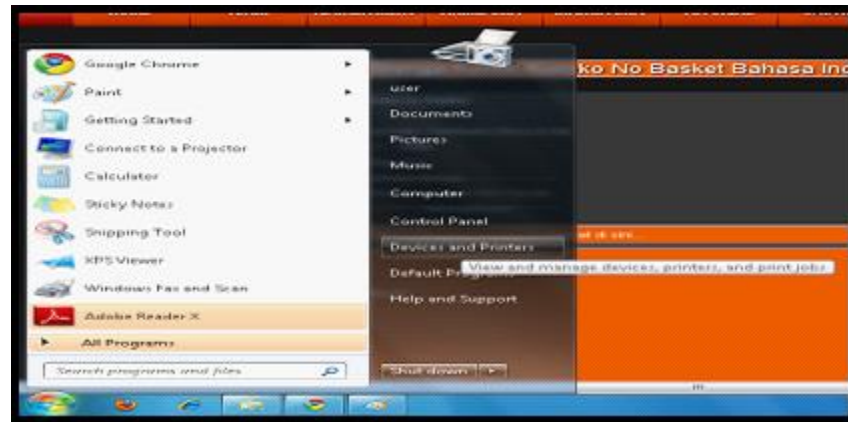 ko No Basket Bahasa Ind
Google Chrome
Paint
Getting Started
Connect to a Projector
Calculator
Sticky Notes
Snipping Tool
XPS Viewer
Windows Fax and Scan
Adobe Reader X
All Programs
Search programs and files
user
Documents
Pictures
Music
Computer
Control Panel
Devices and Printers
View and manage devices, printers, and print jobs
Default Programs
Help and Support
Shut down